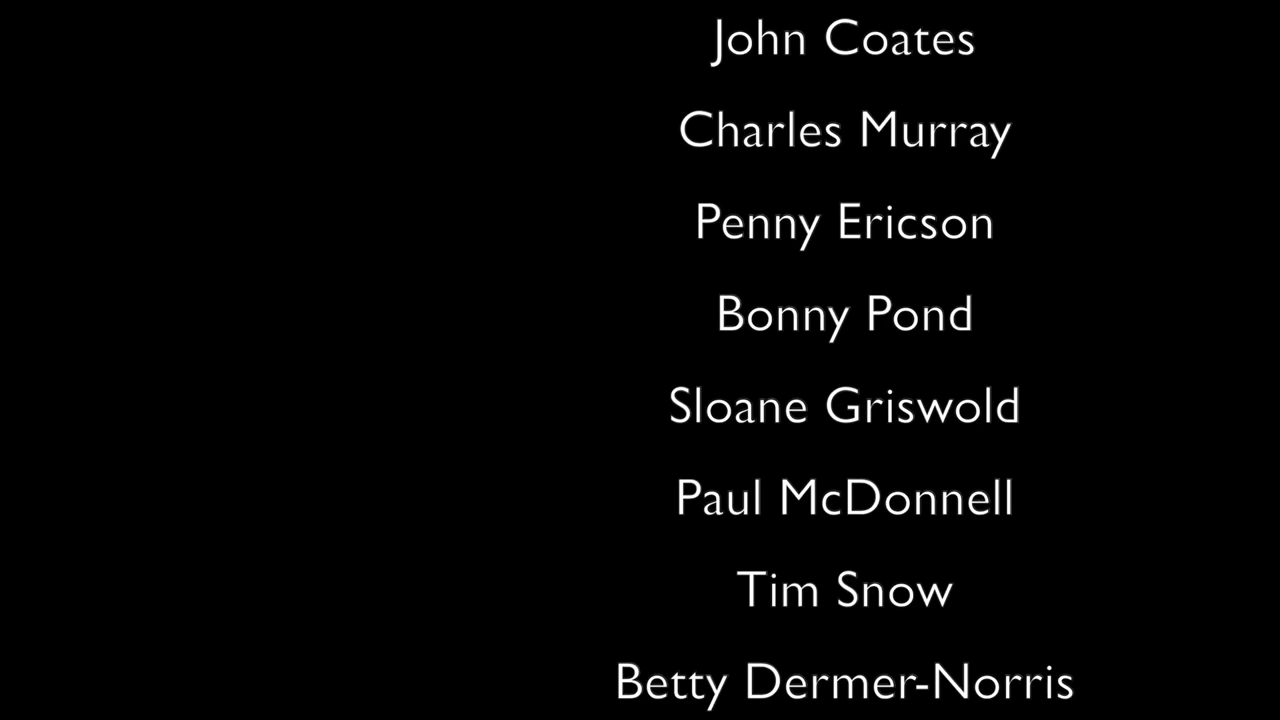 John Coates
Charles Murray
Penny Ericson
Bonny Pond
Sloane Griswold
Paul McDonnell
Tim Snow
Betty Dermer-Norris